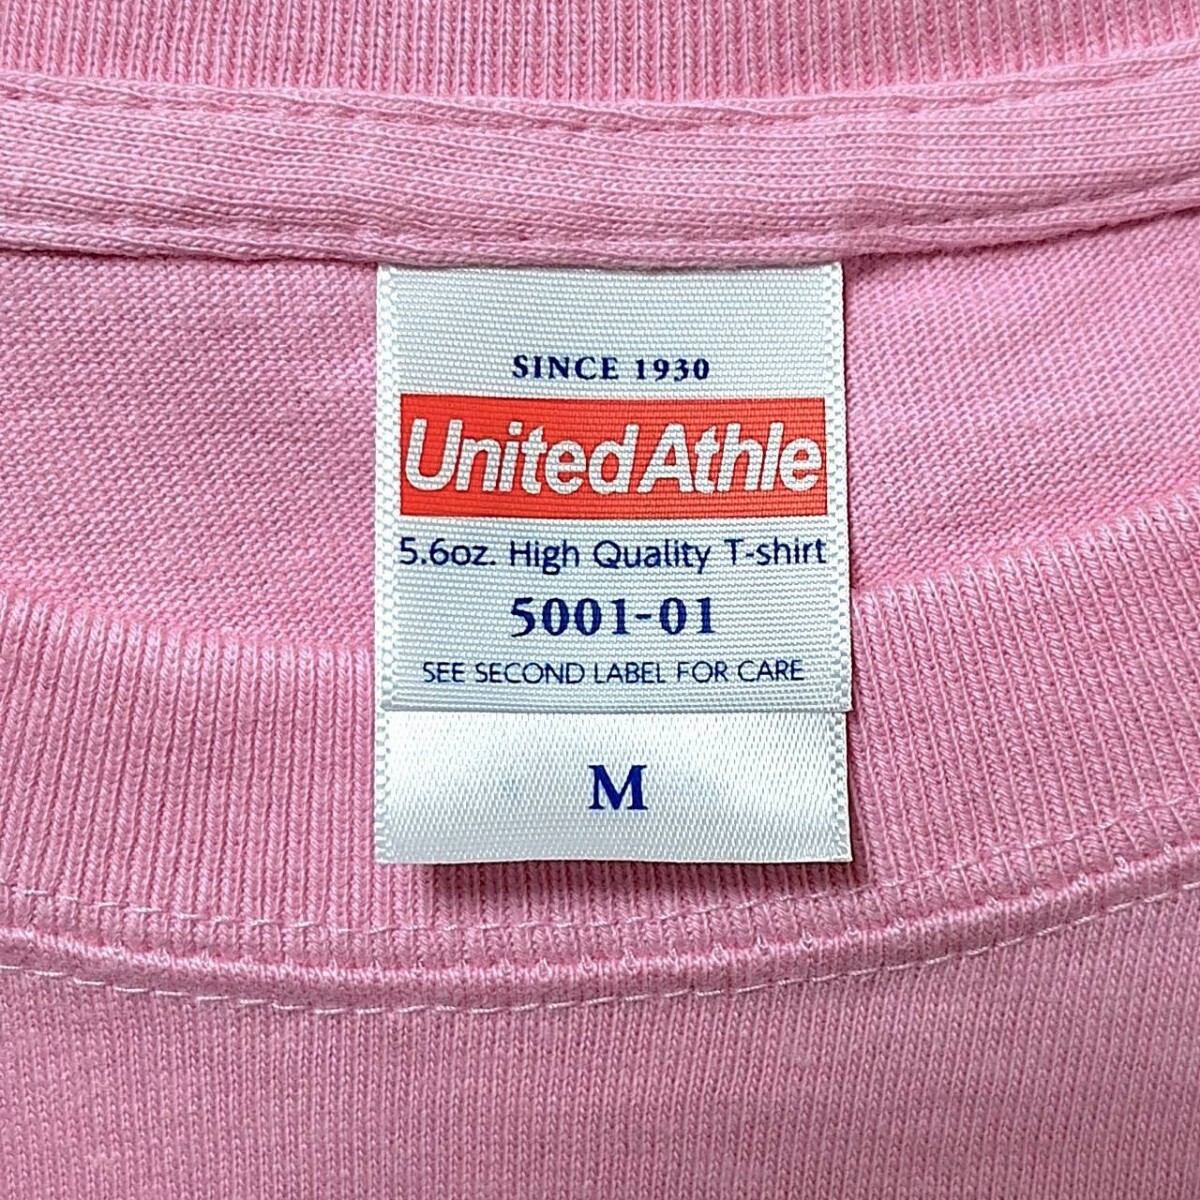 SINCE 1930
UnitedAthle
5.6oz. High Quality T-shirt
5001-01
SEE SECOND LABEL FOR CARE
M